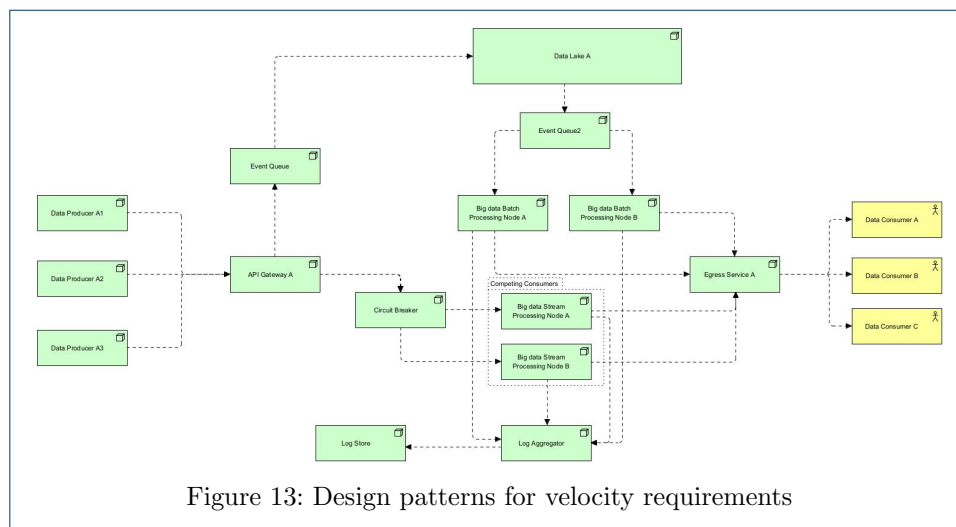 Data Lake A
Event Queue2
Event Queue
Big data Batch
Processing Node A
Big data Batch
Processing Node B
Data Producer A1
Data Producer A2
Data Producer A3
API Gateway A
Circuit Breaker
Competing Consumers
Big data Stream
Processing Node A
Big data Stream
Processing Node B
Egress Service A
Data Consumer A
Data Consumer B
Data Consumer C
Log Store
Log Aggregator
Figure 13: Design patterns for velocity requirements